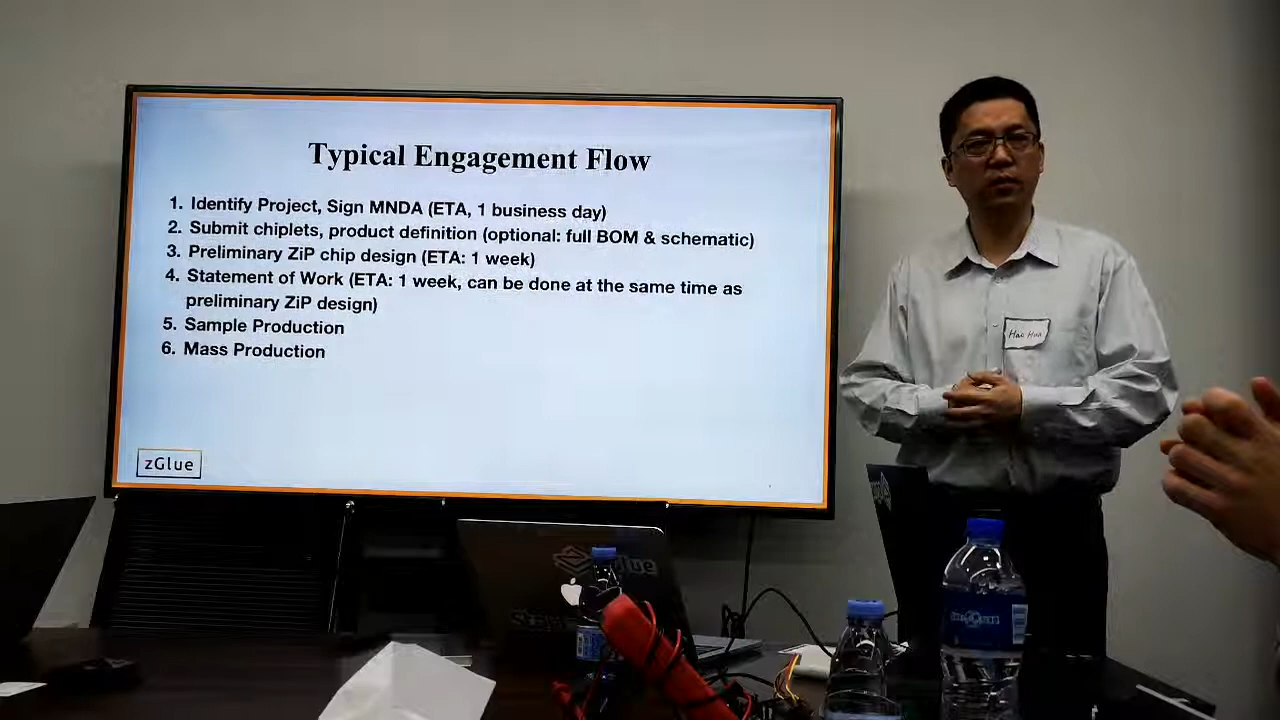 Typical Engagement Flow
1. Identify Project, Sign MNDA (ETA, 1 business day)
2. Submit chiplets, product definition (optional: full BOM & schematic)
3. Preliminary ZiP chip design (ETA: 1 week)
4. Statement of Work (ETA: 1 week, can be done at the same time as
preliminary ZiP design)
5. Sample Production
6. Mass Production
zGlue
Hao Hua